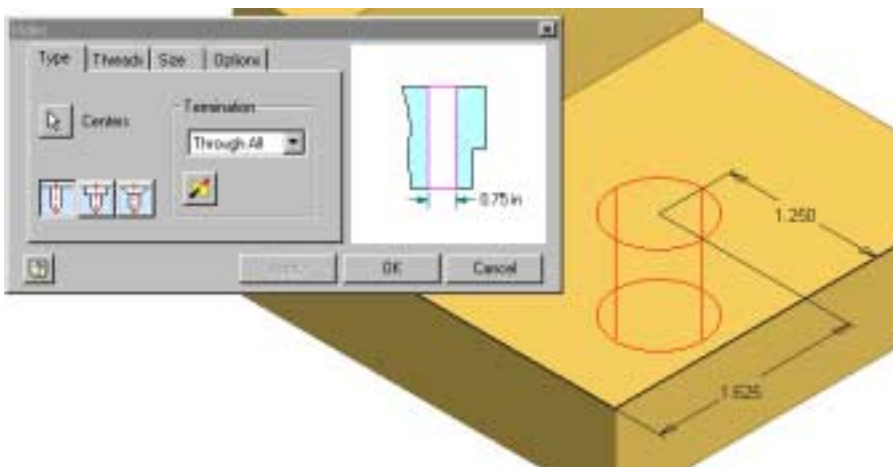 Holes
Type Threads Size Options
Centers
Termination
Through All
0.75 in
OK Cancel
1.250
1.625